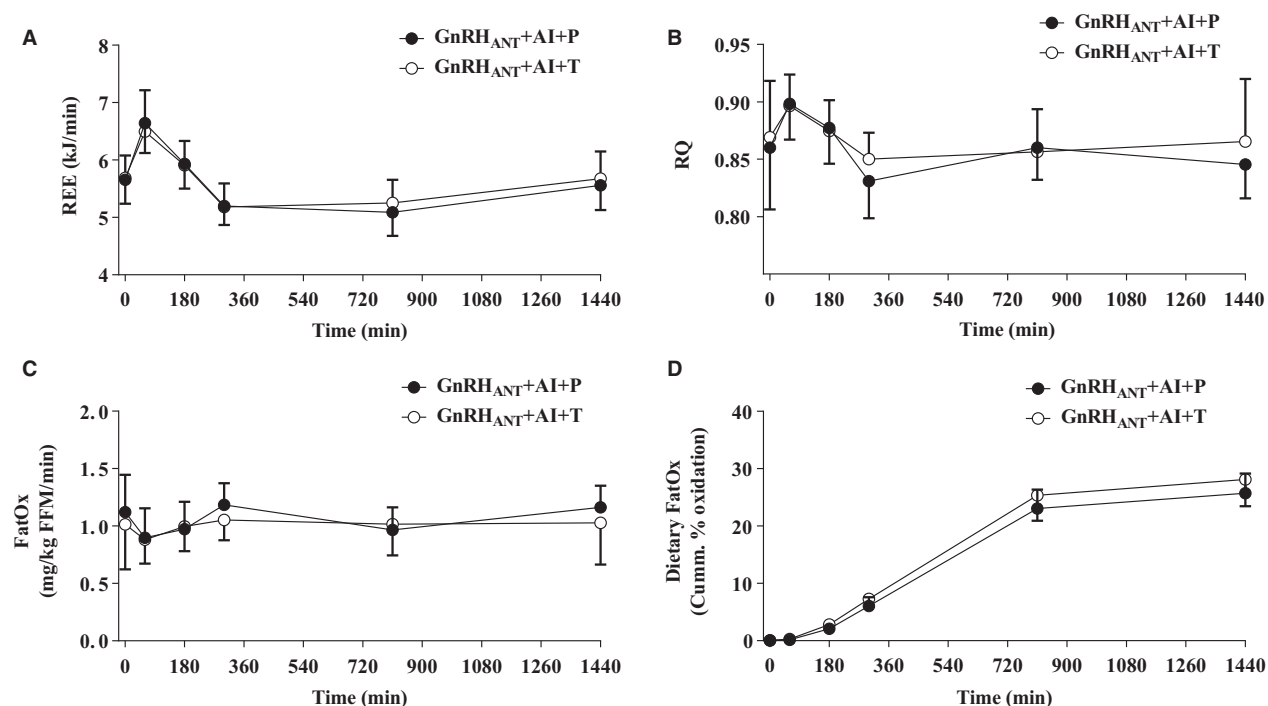 A
GnRHANT+AI+P
GnRHANT+AI+T
REE (kJ/min)
8
7
6
5
4
0 180 360 540 720 900 1080 1260 1440
Time (min)
B
GnRHANT+AI+P
GnRHANT+AI+T
RQ
0.95
0.90
0.85
0.80
0 180 360 540 720 900 1080 1260 1440
Time (min)
C
GnRHANT+AI+P
GnRHANT+AI+T
FatOx
(mg/kg FFM/min)
2.0
1.5
1.0
0.5
0.0
0 180 360 540 720 900 1080 1260 1440
Time (min)
D
GnRHANT+AI+P
GnRHANT+AI+T
Dietary FatOx
(Cumm. % oxidation)
40
30
20
10
0
0 180 360 540 720 900 1080 1260 1440
Time (min)